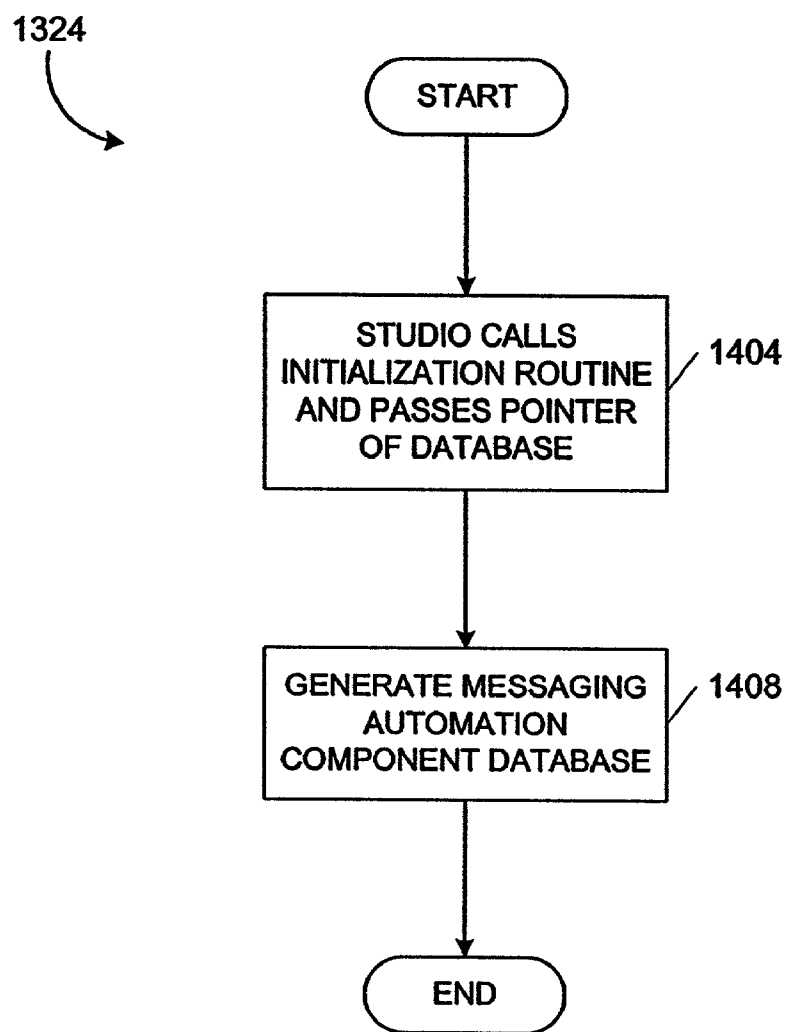 1324
START
STUDIO CALLS
INITIALIZATION ROUTINE
AND PASSES POINTER
OF DATABASE
1404
GENERATE MESSAGING
AUTOMATION
COMPONENT DATABASE
1408
END